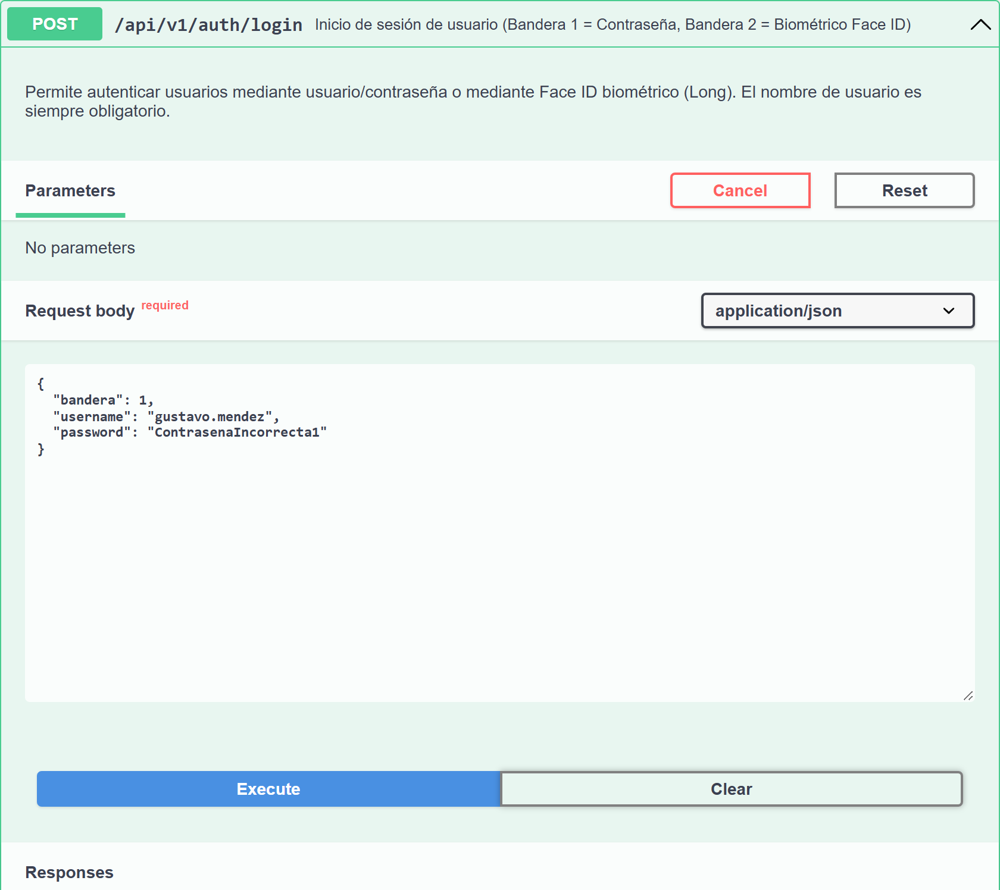 POST /api/v1/auth/login Inicio de sesión de usuario (Bandera 1 = Contraseña, Bandera 2 = Biométrico Face ID)
Permite autenticar usuarios mediante usuario/contraseña o mediante Face ID biométrico (Long). El nombre de usuario es
siempre obligatorio.
Parameters
Cancel
Reset
No parameters
Request body required
application/json
{
  "bandera": 1,
  "username": "gustavo.mendez",
  "password": "ContrasenaIncorrecta1"
}
Execute
Clear
Responses